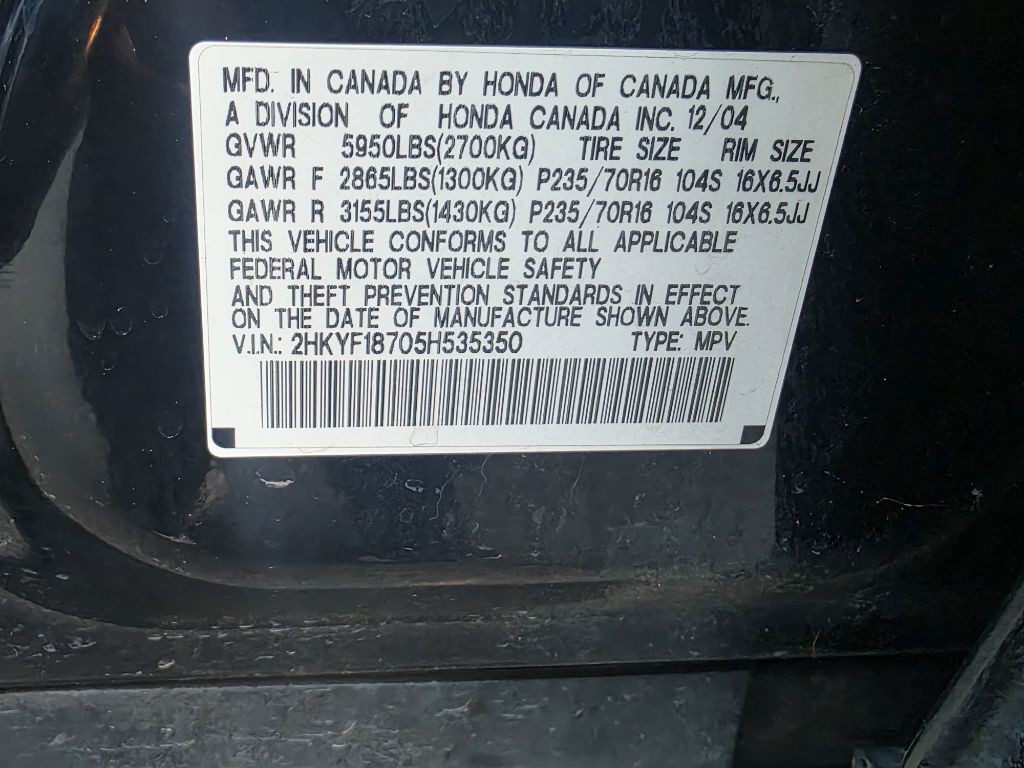 MFD. IN CANADA BY HONDA OF CANADA MFG.,
A DIVISION OF HONDA CANADA INC. 12/04
GVWR 5950LBS(2700KG) TIRE SIZE RIM SIZE
GAWR F 2865LBS(1300KG) P235/70R16 104S 16X6.5JJ
GAWR R 3155LBS(1430KG) P235/70R16 104S 16X6.5JJ
THIS VEHICLE CONFORMS TO ALL APPLICABLE
FEDERAL MOTOR VEHICLE SAFETY
AND THEFT PREVENTION STANDARDS IN EFFECT
ON THE DATE OF MANUFACTURE SHOWN ABOVE.
V.I.N.: 2HKYF18705H535350 TYPE: MPV